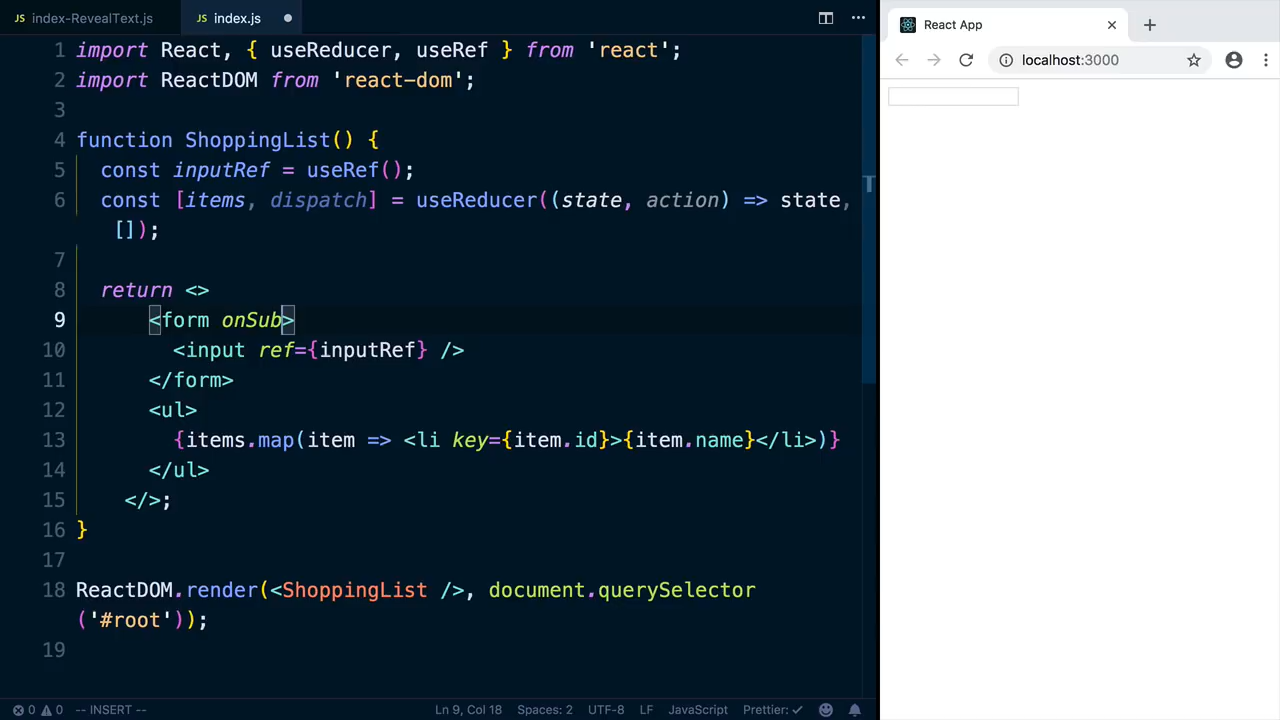 JS index-RevealText.js
JS index.js
React App
localhost:3000
1 import React, { useReducer, useRef } from 'react';
2 import ReactDOM from 'react-dom';
3
4 function ShoppingList() {
5 const inputRef = useRef();
6 const [items, dispatch] = useReducer((state, action) => state,
[]);
7
8 return <>
9 <form onSub>
10 <input ref={inputRef} />
11 </form>
12 <ul>
13 {items.map(item => <li key={item.id}>{item.name}</li>)}
14 </ul>
15 </>;
16 }
17
18 ReactDOM.render(<ShoppingList />, document.querySelector
('#root'));
19
0 0 -- INSERT -- Ln 9, Col 18 Spaces: 2 UTF-8 LF JavaScript Prettier: ✓